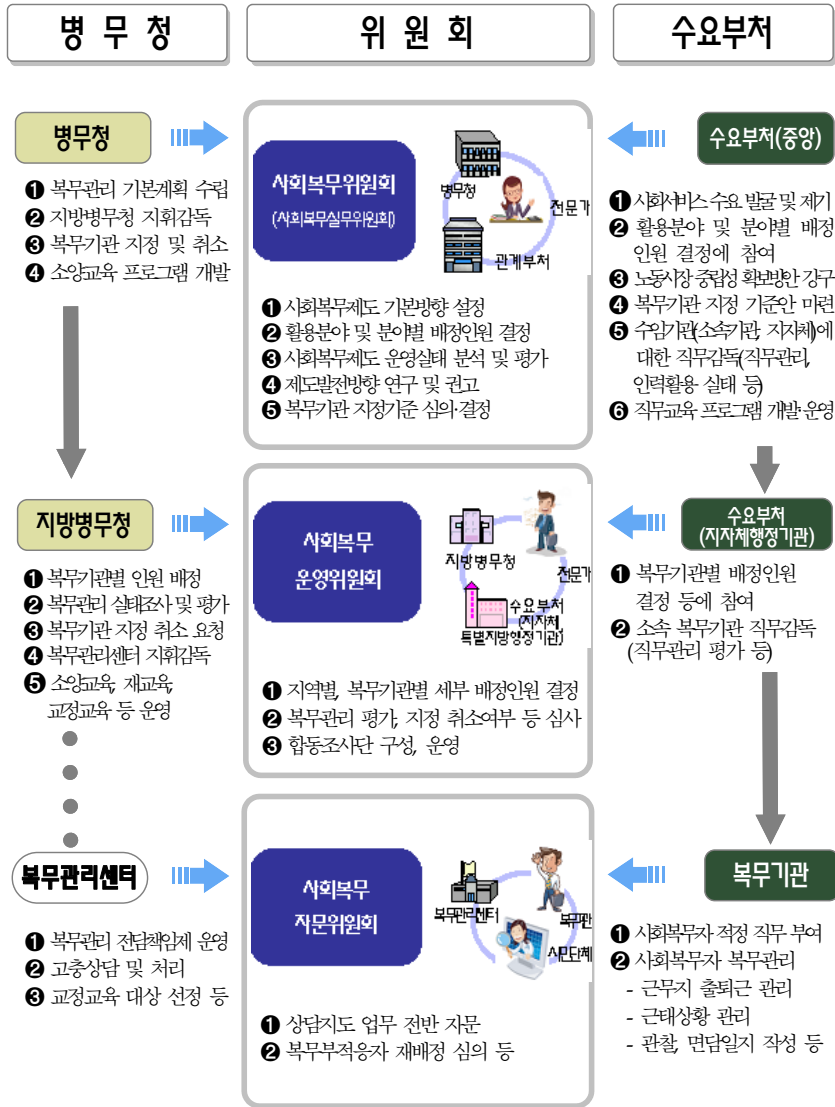 병 무 청
위 원 회
수요부처
병무청
❶ 복무관리 기본계획 수립
❷ 지방병무청 지휘감독
❸ 복무기관 지정 및 취소
❹ 소양교육 프로그램 개발
사회복무위원회
(사회복무실무위원회)
병무청
전문가
관계부처
❶ 사회복무제도 기본방향 설정
❷ 활용분야 및 분야별 배정인원 결정
❸ 사회복무제도 운영실태 분석 및 평가
❹ 제도발전방향 연구 및 권고
❺ 복무기관 지정기준 심의·결정
수요부처(중앙)
❶ 사회서비스 수요 발굴 및 제기
❷ 활용분야 및 분야별 배정
인원 결정에 참여
❸ 노동시장 중립성 확보방안 강구
❹ 복무기관 지정 기준안 마련
❺ 수임기관(소속기관, 지자체)에
대한 직무감독(직무관리,
인력활용 실태 등)
❻ 직무교육 프로그램 개발·운영
지방병무청
❶ 복무기관별 인원 배정
❷ 복무관리 실태조사 및 평가
❸ 복무기관 지정 취소 요청
❹ 복무관리센터 지휘감독
❺ 소양교육, 재교육,
교정교육 등 운영
사회복무
운영위원회
지방병무청
전문가
수요부처
(지자체
특별지방행정기관)
❶ 지역별, 복무기관별 세부 배정인원 결정
❷ 복무관리 평가, 지정 취소여부 등 심사
❸ 합동조사단 구성, 운영
수요부처
(지자체행정기관)
❶ 복무기관별 배정인원
결정 등에 참여
❷ 소속 복무기관 직무감독
(직무관리 평가 등)
복무관리센터
❶ 복무관리 전담책임제 운영
❷ 고충상담 및 처리
❸ 교정교육 대상 선정 등
사회복무
자문위원회
복무관리센터
복무관
시민단체
❶ 상담지도 업무 전반 자문
❷ 복무부적응자 재배정 심의 등
복무기관
❶ 사회복무자 적정 직무 부여
❷ 사회복무자 복무관리
- 근무지 출퇴근 관리
- 근태상황 관리
- 관찰, 면담일지 작성 등